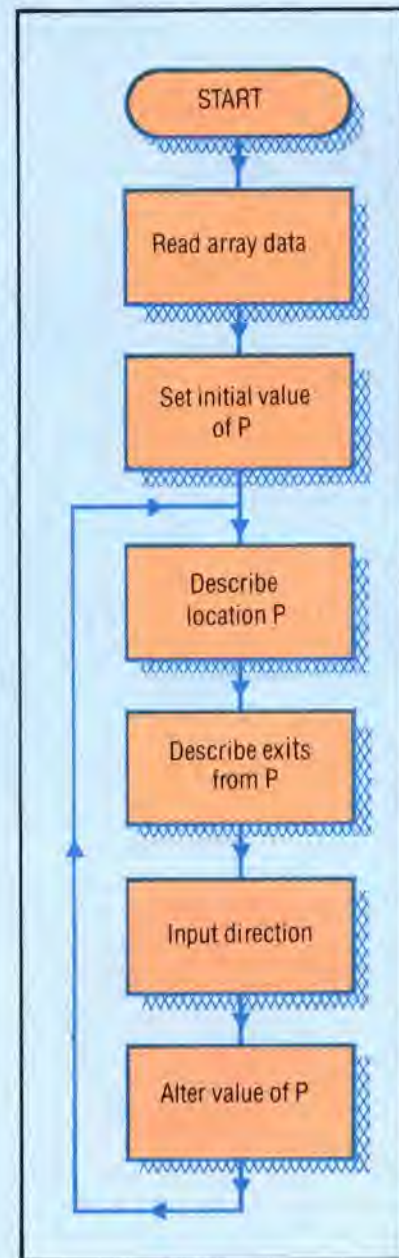 START
Read array data
Set initial value
of P
Describe
location P
Describe exits
from P
Input direction
Alter value of P